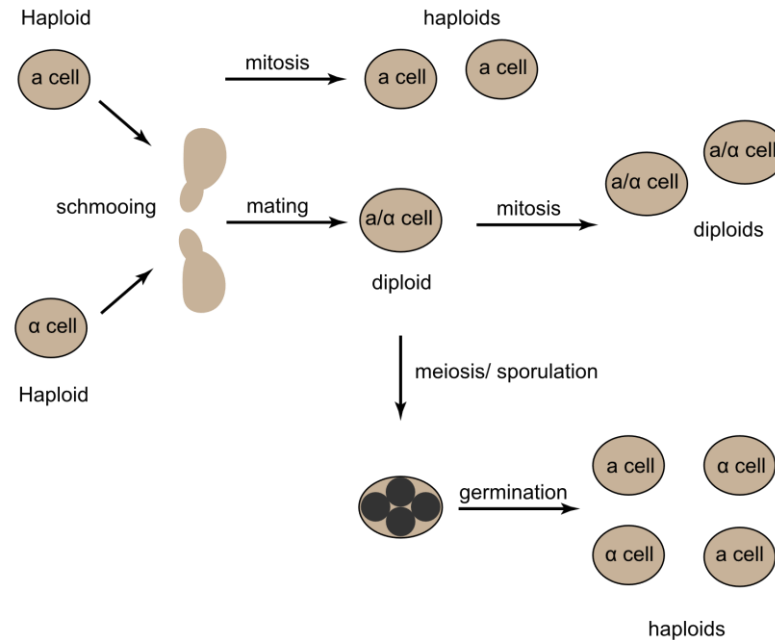 Haploid
a cell
mitosis
haploids
a cell
a cell
schmooing
mating
a/α cell
diploid
mitosis
a/α cell
a/α cell
diploids
α cell
Haploid
meiosis/ sporulation
germination
a cell
α cell
α cell
a cell
haploids